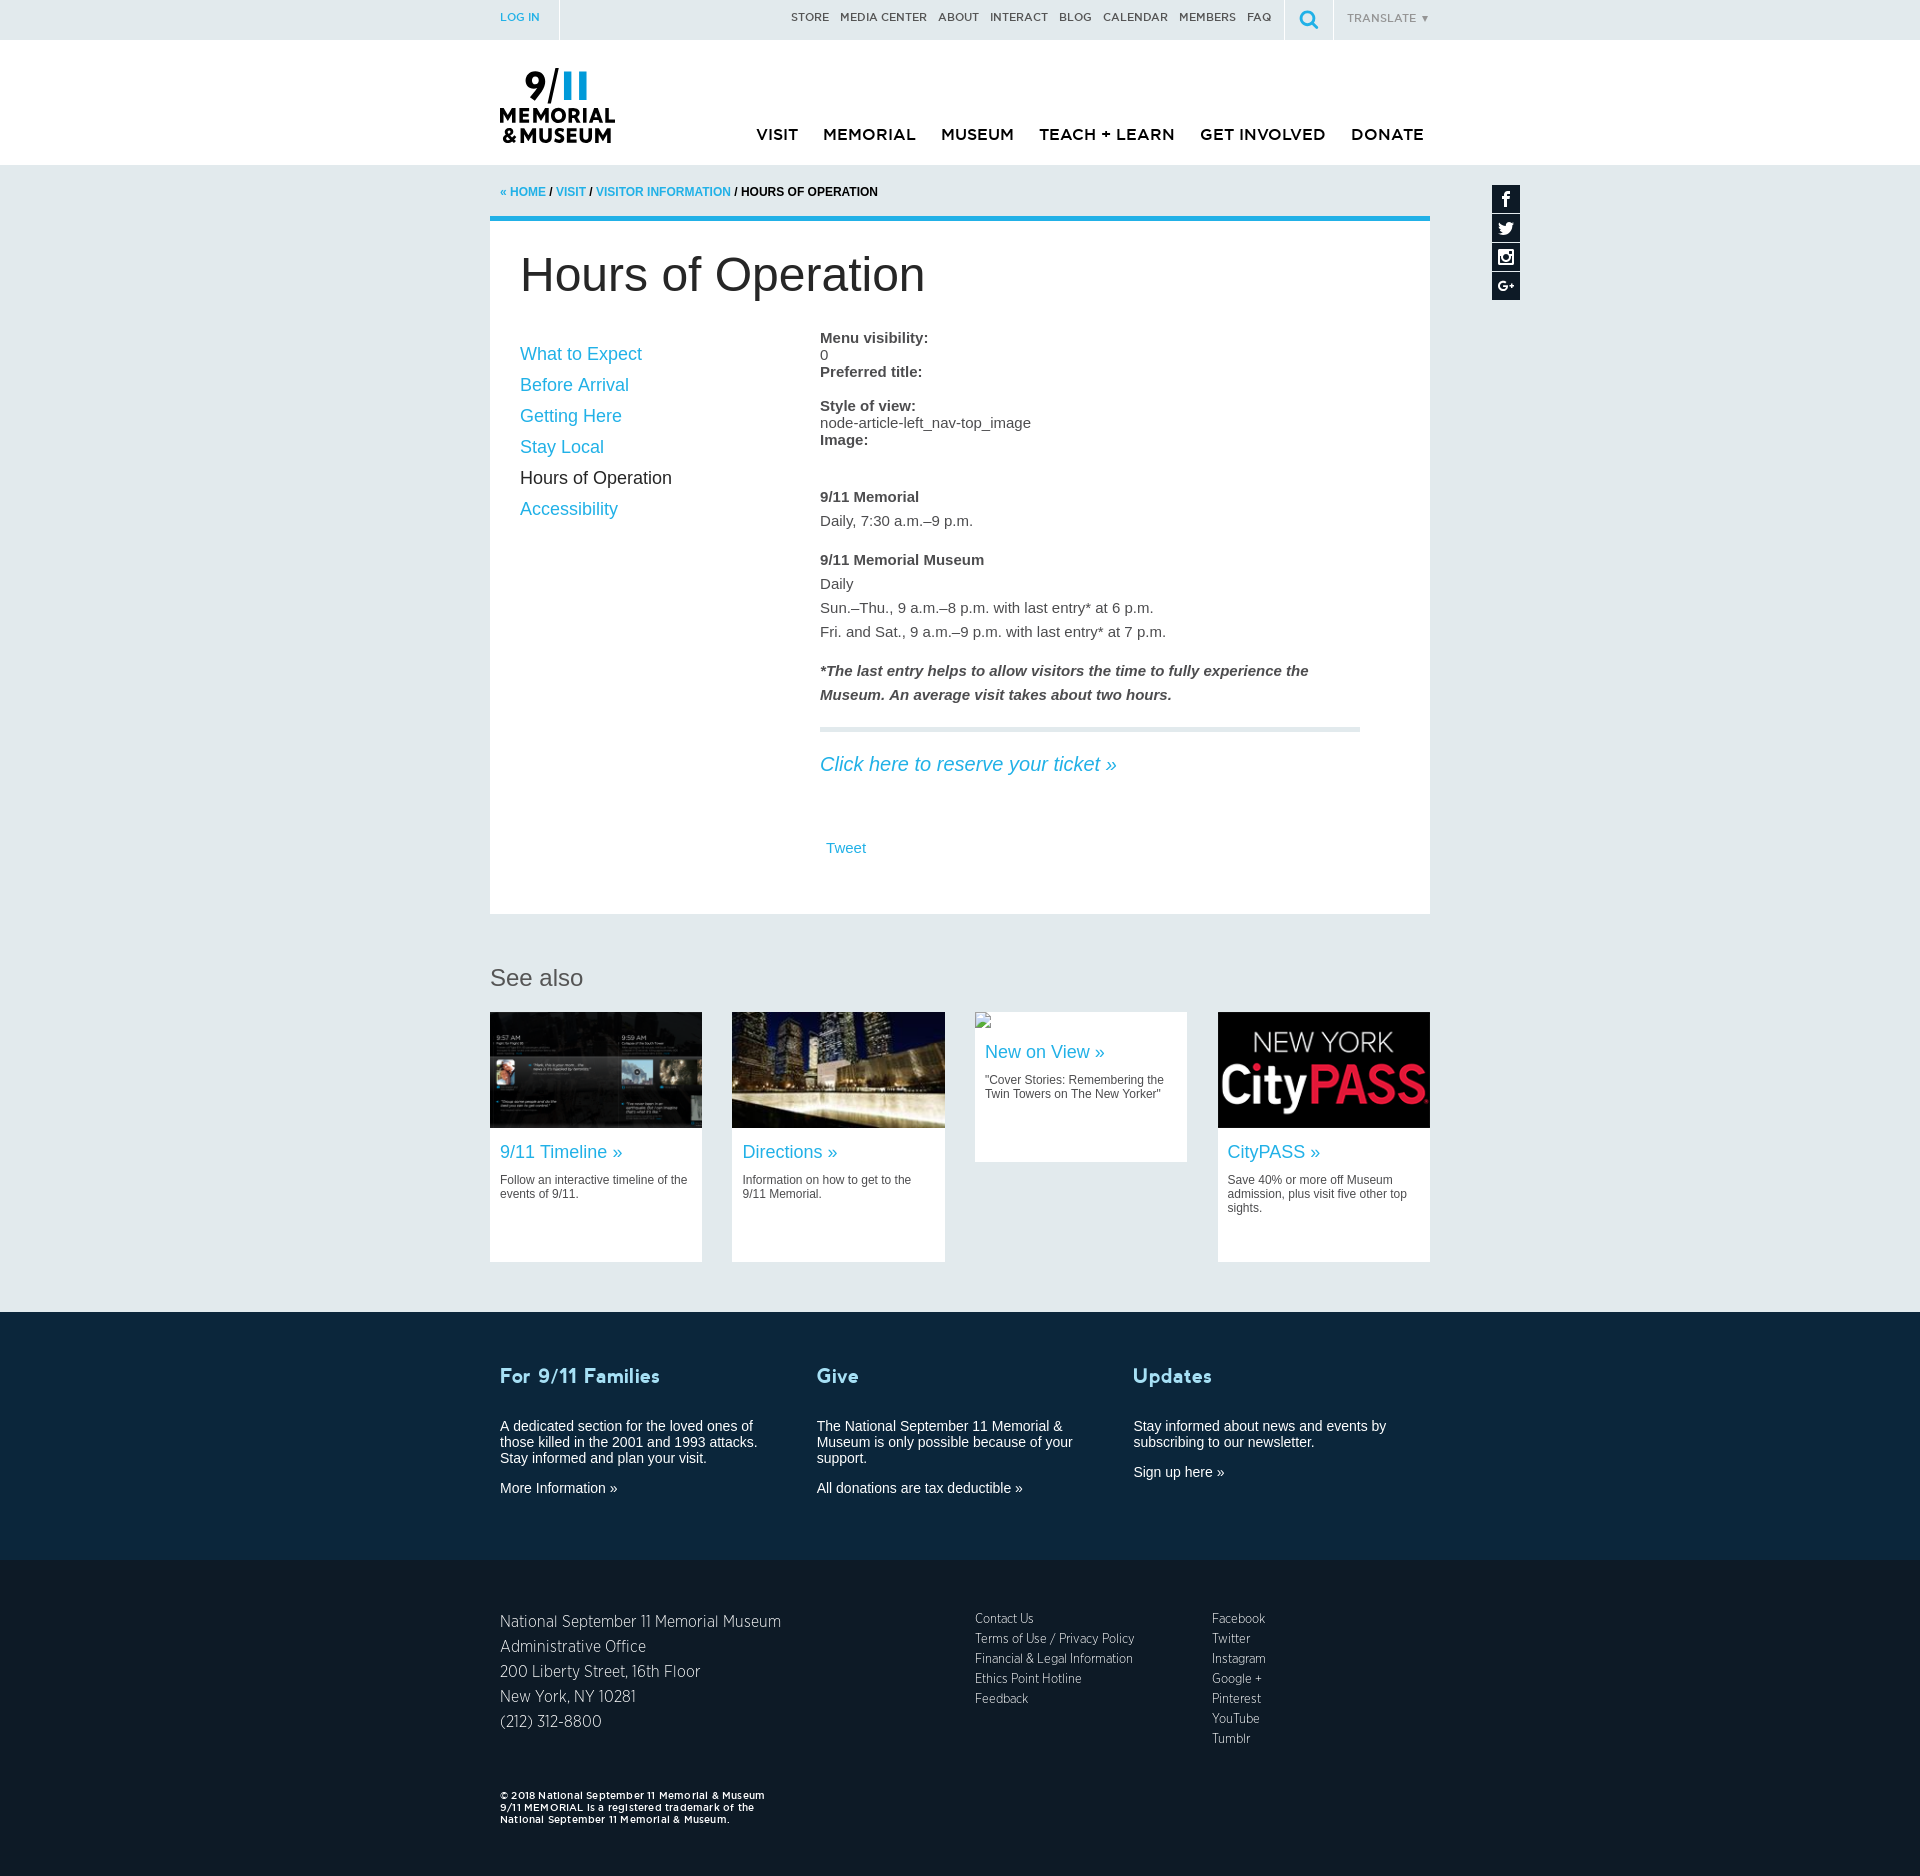 LOG IN
STORE MEDIA CENTER ABOUT INTERACT BLOG CALENDAR MEMBERS FAQ
TRANSLATE ▼
9/11
MEMORIAL
& MUSEUM
VISIT MEMORIAL MUSEUM TEACH + LEARN GET INVOLVED DONATE
« HOME / VISIT / VISITOR INFORMATION / HOURS OF OPERATION
Hours of Operation
What to Expect
Before Arrival
Getting Here
Stay Local
Hours of Operation
Accessibility
Menu visibility:
0
Preferred title:
Style of view:
node-article-left_nav-top_image
Image:
9/11 Memorial
Daily, 7:30 a.m.–9 p.m.
9/11 Memorial Museum
Daily
Sun.–Thu., 9 a.m.–8 p.m. with last entry* at 6 p.m.
Fri. and Sat., 9 a.m.–9 p.m. with last entry* at 7 p.m.
*The last entry helps to allow visitors the time to fully experience the
Museum. An average visit takes about two hours.
Click here to reserve your ticket »
Tweet
See also
9:57 AM
9:59 AM
9/11 Timeline »
Follow an interactive timeline of the
events of 9/11.
Directions »
Information on how to get to the
9/11 Memorial.
New on View »
"Cover Stories: Remembering the
Twin Towers on The New Yorker"
NEW YORK
CityPASS
CityPASS »
Save 40% or more off Museum
admission, plus visit five other top
sights.
For 9/11 Families
A dedicated section for the loved ones of
those killed in the 2001 and 1993 attacks.
Stay informed and plan your visit.
More Information »
Give
The National September 11 Memorial &
Museum is only possible because of your
support.
All donations are tax deductible »
Updates
Stay informed about news and events by
subscribing to our newsletter.
Sign up here »
National September 11 Memorial Museum
Administrative Office
200 Liberty Street, 16th Floor
New York, NY 10281
(212) 312-8800
Contact Us
Terms of Use / Privacy Policy
Financial & Legal Information
Ethics Point Hotline
Feedback
Facebook
Twitter
Instagram
Google +
Pinterest
YouTube
Tumblr
© 2018 National September 11 Memorial & Museum
9/11 MEMORIAL is a registered trademark of the
National September 11 Memorial & Museum.